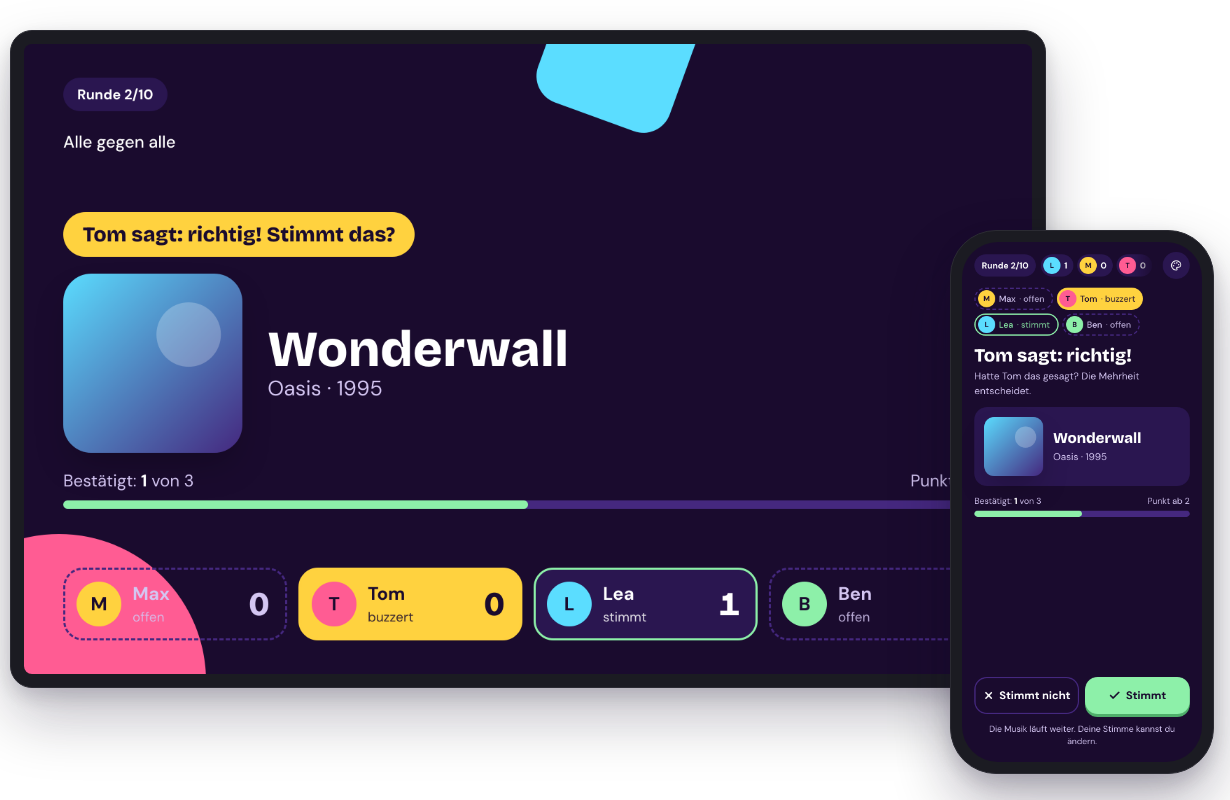 Runde 2/10
Alle gegen alle
Tom sagt: richtig! Stimmt das?
Wonderwall
Oasis · 1995
Bestätigt: 1 von 3
Punkt
M Max offen 0
T Tom buzzert 0
L Lea stimmt 1
B Ben offen
Runde 2/10 L 1 M 0 T 0
M Max · offen T Tom · buzzert
L Lea · stimmt B Ben · offen
Tom sagt: richtig!
Hatte Tom das gesagt? Die Mehrheit
entscheidet.
Wonderwall
Oasis · 1995
Bestätigt: 1 von 3 Punkt ab 2
Stimmt nicht Stimmt
Die Musik läuft weiter. Deine Stimme kannst du
ändern.